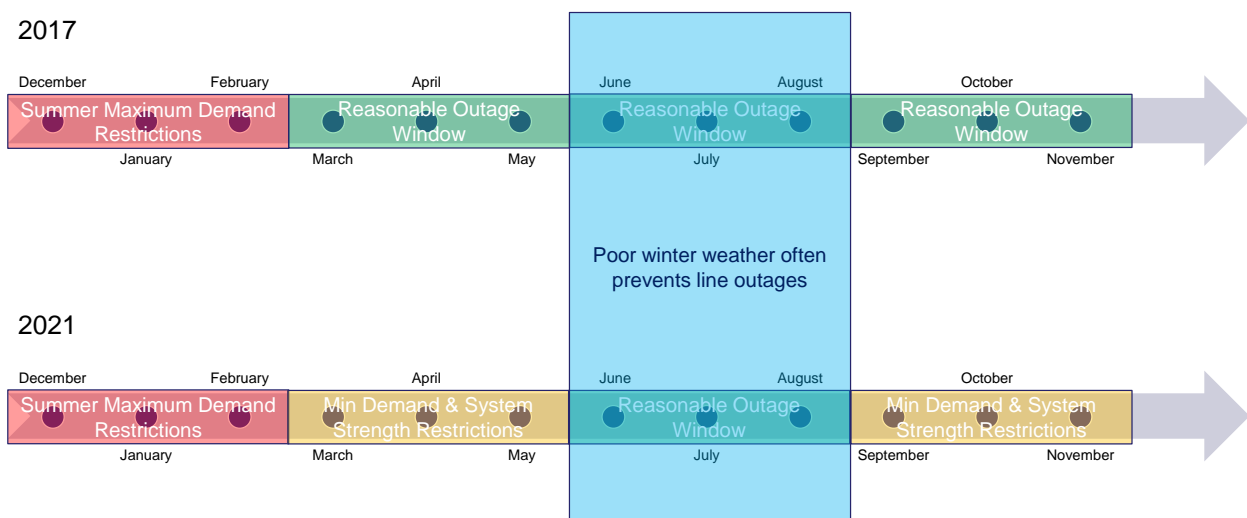 2017
December
February
April
June
August
October
Summer Maximum Demand
Restrictions
Reasonable Outage
Window
Reasonable Outage
Window
Reasonable Outage
Window
January
March
May
July
September
November
Poor winter weather often
prevents line outages
2021
December
February
April
June
August
October
Summer Maximum Demand
Restrictions
Min Demand & System
Strength Restrictions
Reasonable Outage
Window
Min Demand & System
Strength Restrictions
January
March
May
July
September
November